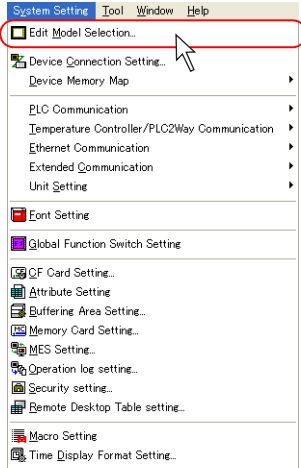 System Setting Tool Window Help
Edit Model Selection...
Device Connection Setting...
Device Memory Map
PLC Communication
Temperature Controller/PLC2Way Communication
Ethernet Communication
Extended Communication
Unit Setting
Font Setting
Global Function Switch Setting
CF Card Setting...
Attribute Setting
Buffering Area Setting...
Memory Card Setting...
MES Setting...
Operation log setting...
Security setting...
Remote Desktop Table setting...
Macro Setting
Time Display Format Setting...